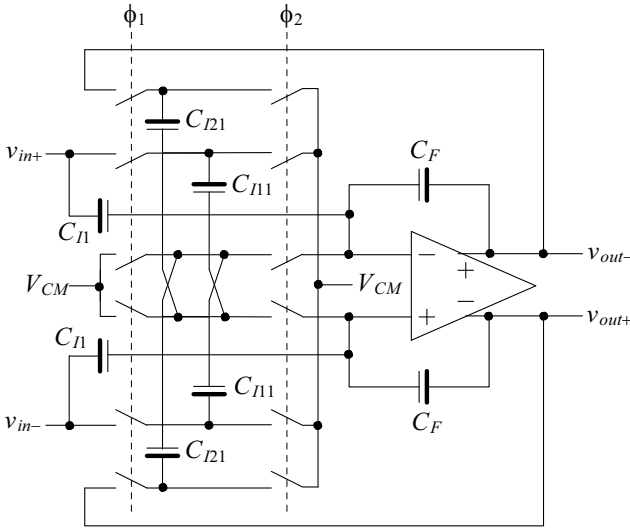 ϕ1 ϕ2
CI21
vin+
CI11
CF
CI1
VCM
− +
VCM
vout−
+ −
CI1
vout+
CI11
CF
vin−
CI21